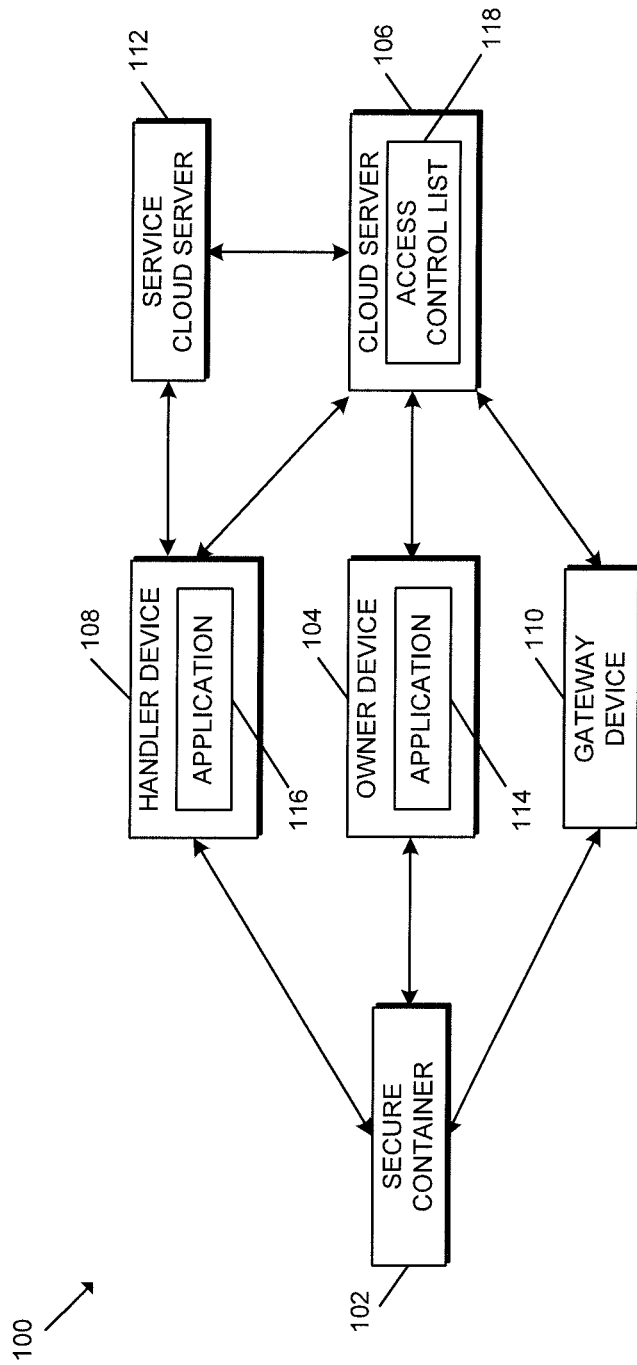 100
112
SERVICE
CLOUD SERVER
106
CLOUD SERVER
118
ACCESS
CONTROL LIST
108
HANDLER DEVICE
APPLICATION
116
104
OWNER DEVICE
APPLICATION
114
110
GATEWAY
DEVICE
SECURE
CONTAINER
102